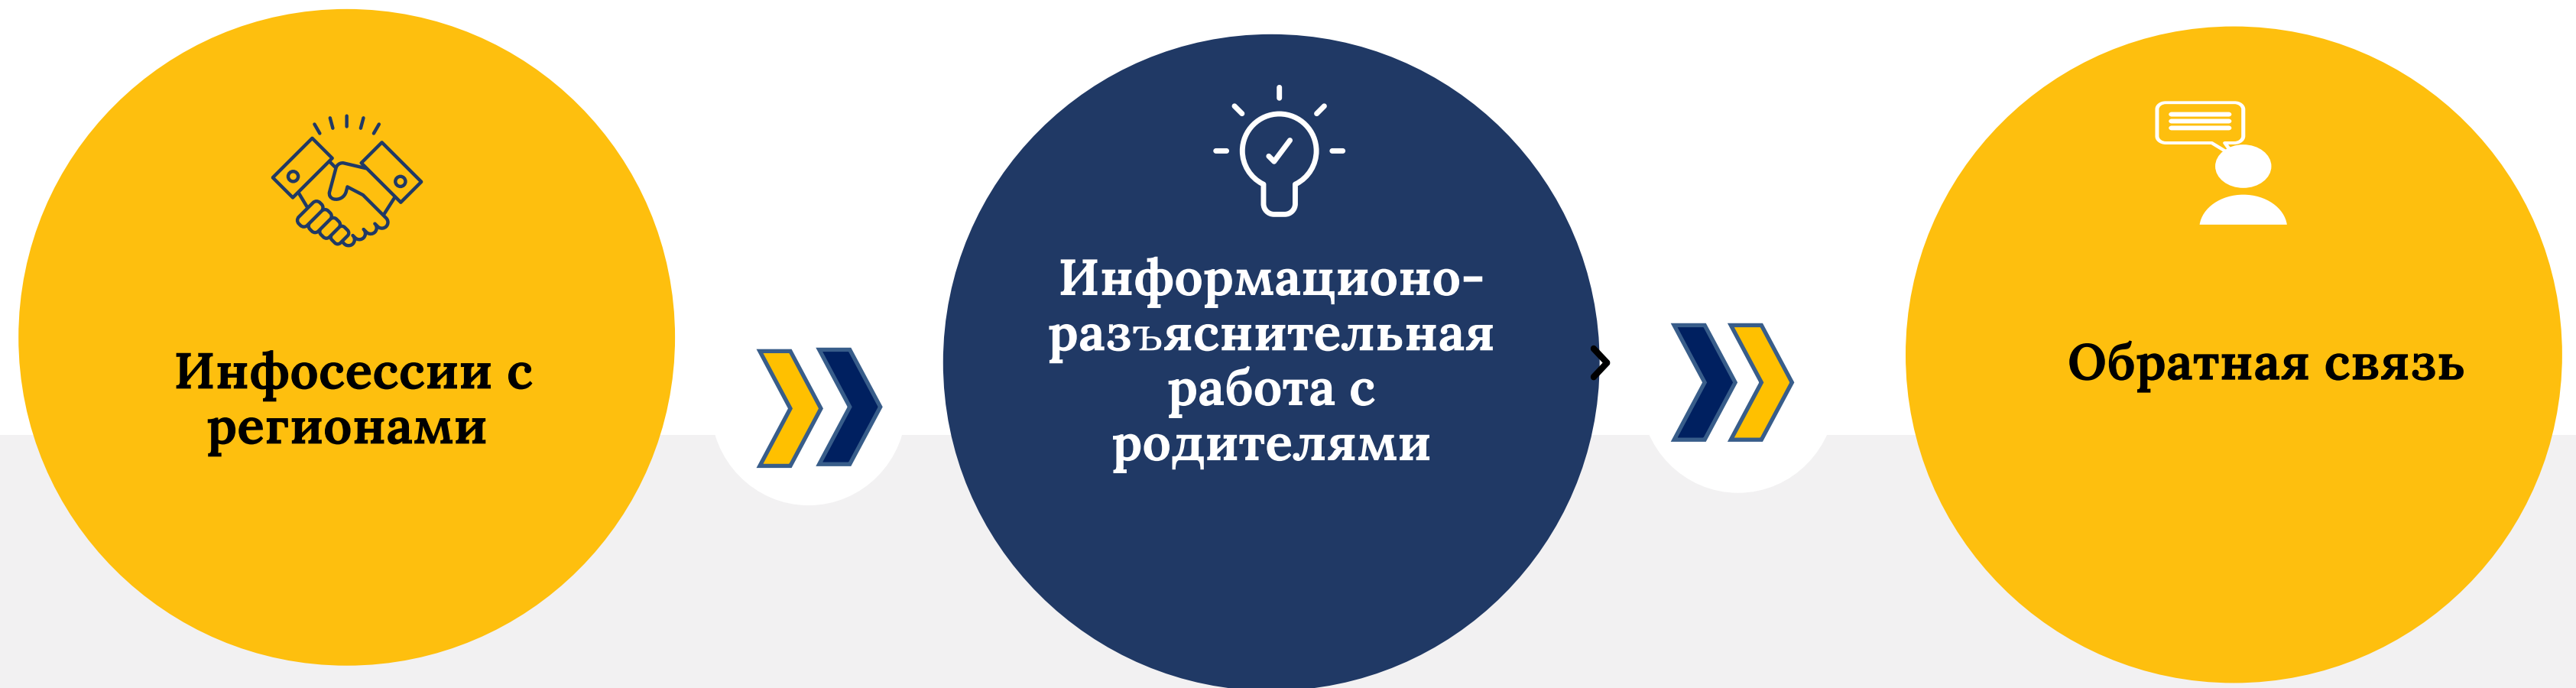 Инфосессии с
регионами
Информационо-
разъяснительная
работа с
родителями
Обратная связь